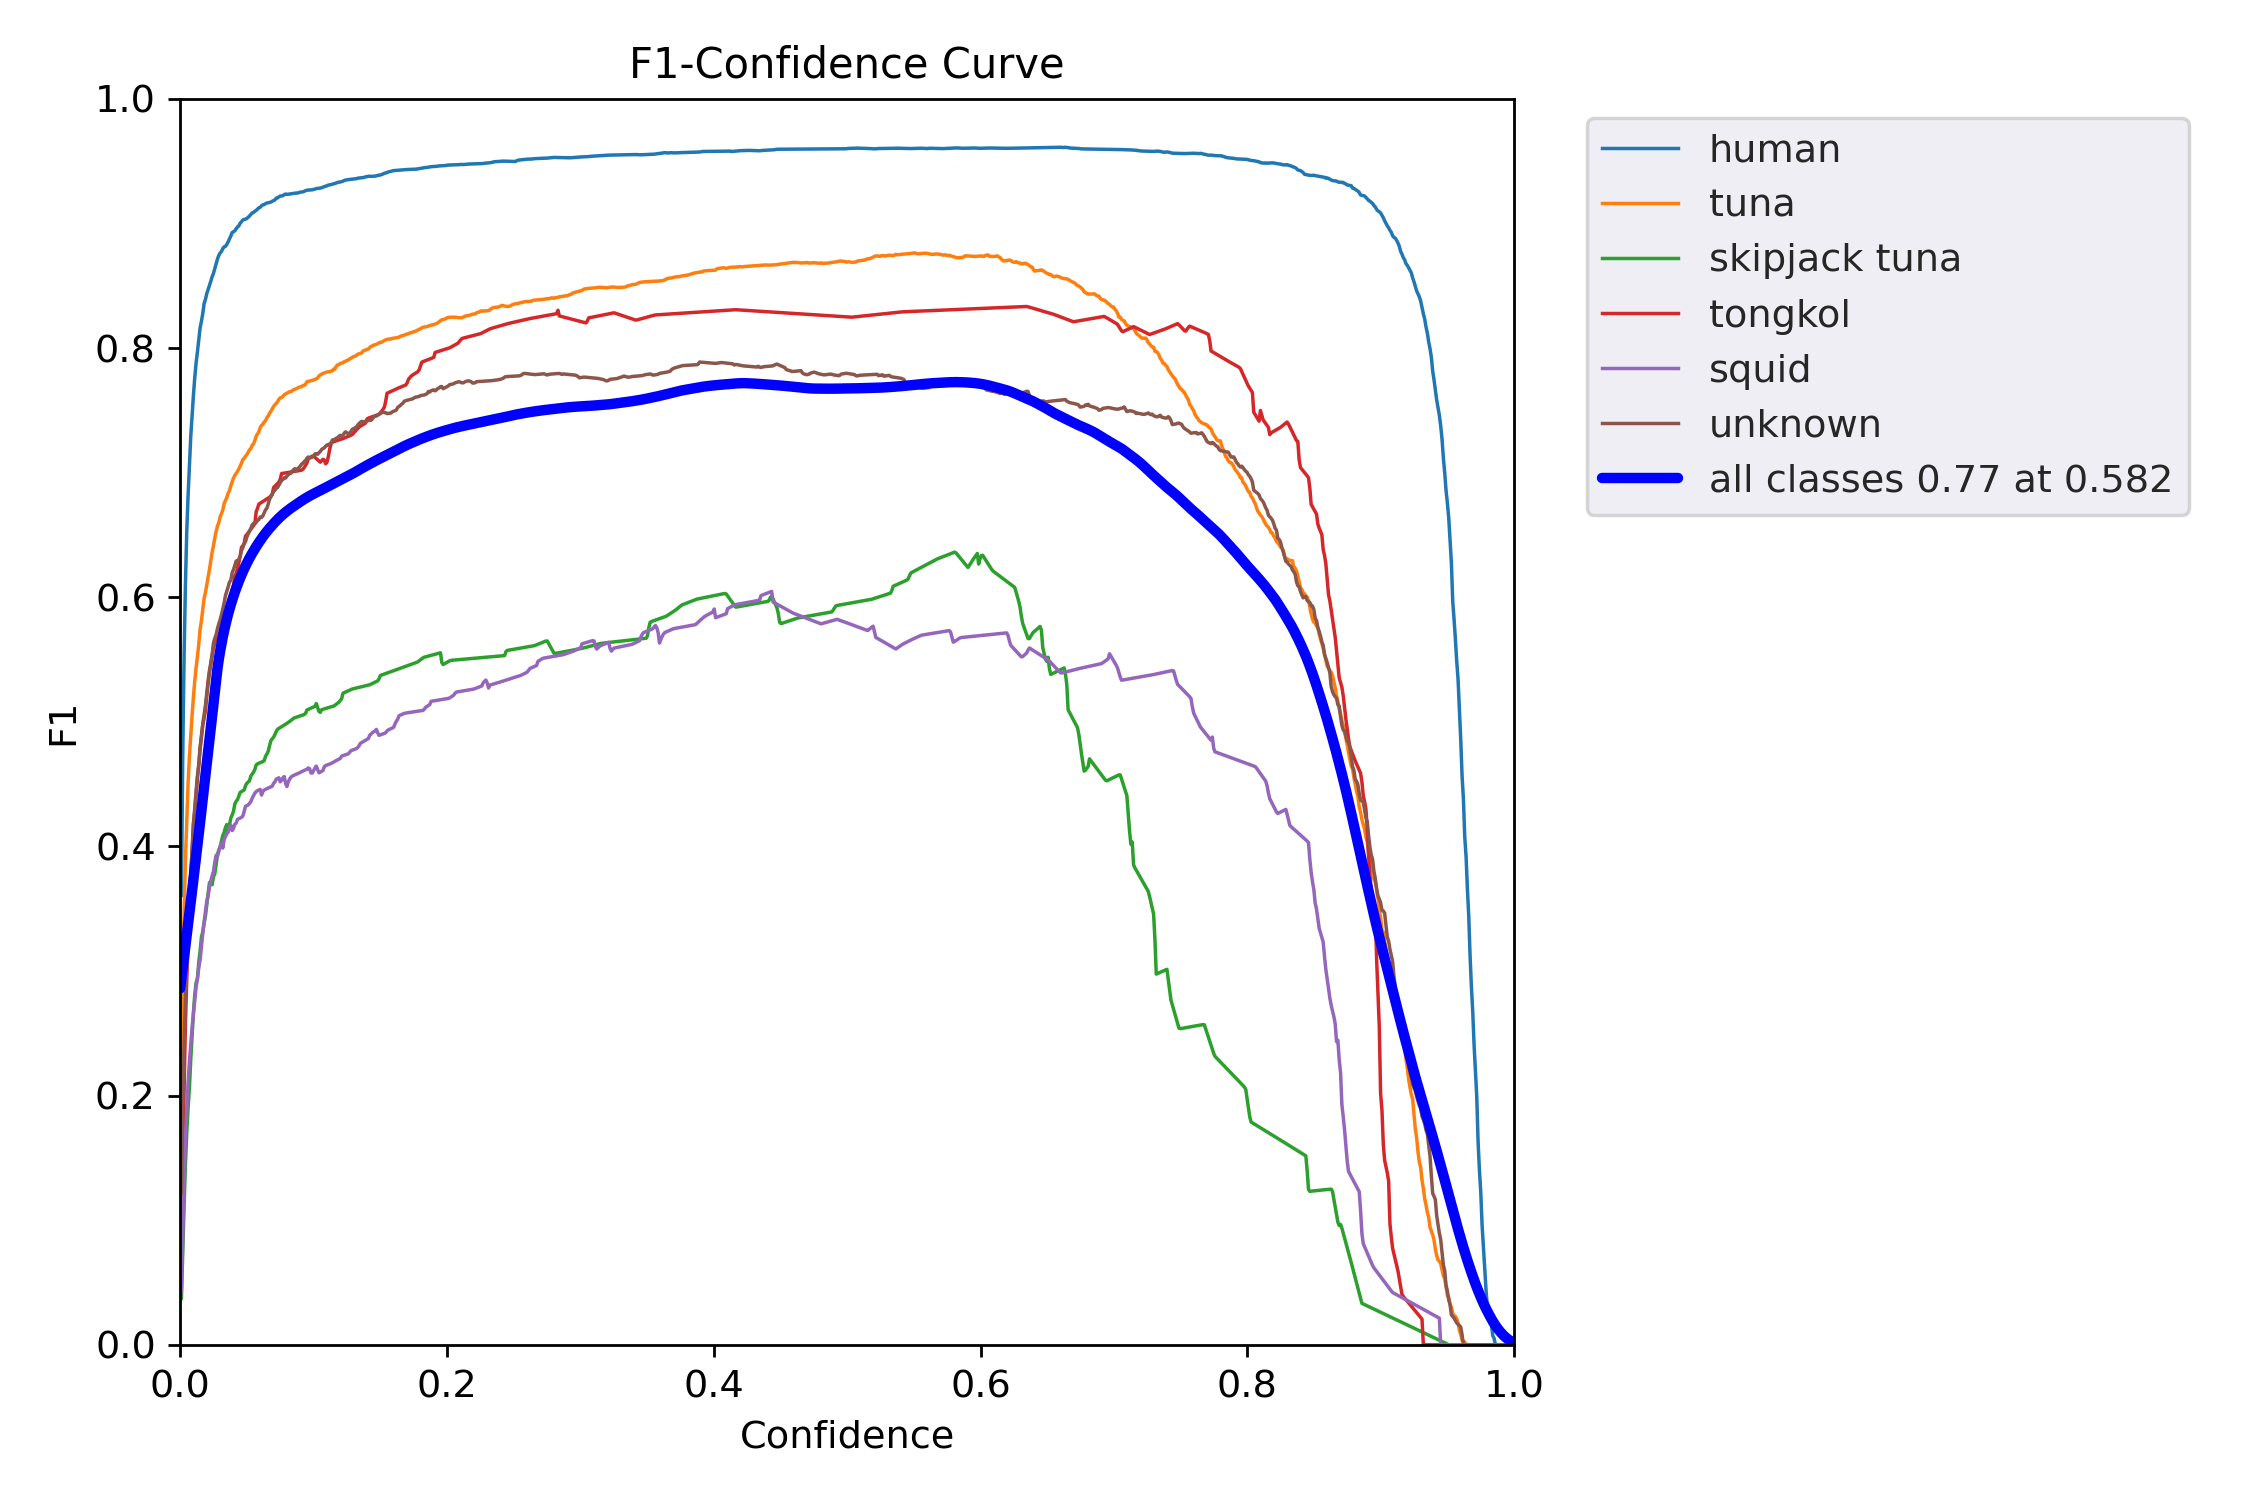 F1-Confidence Curve
1.0
0.8
0.6
0.4
0.2
0.0
F1
0.0 0.2 0.4 0.6 0.8 1.0
Confidence
human
tuna
skipjack tuna
tongkol
squid
unknown
all classes 0.77 at 0.582